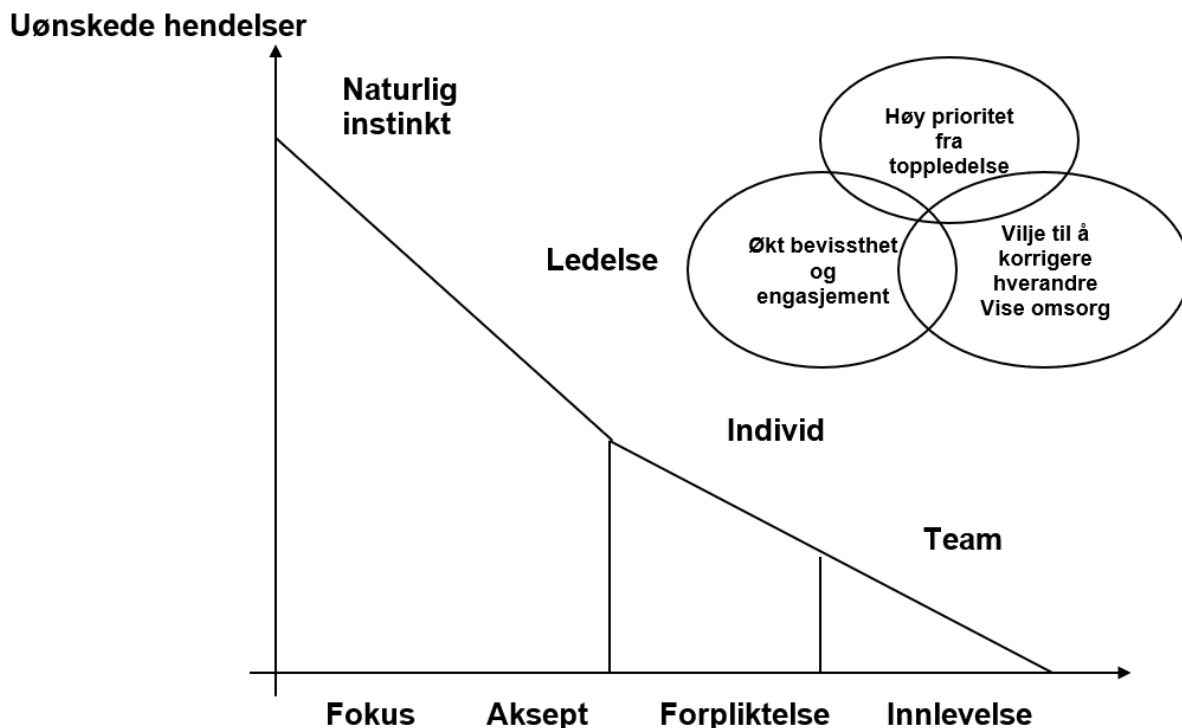 Uønskede hendelser
Naturlig
instinkt
Høy prioritet
fra
toppledelse
Ledelse
Økt bevissthet
og
engasjement
Vilje til å
korrigere
hverandre
Vise omsorg
Individ
Team
Fokus Aksept Forpliktelse Innlevelse